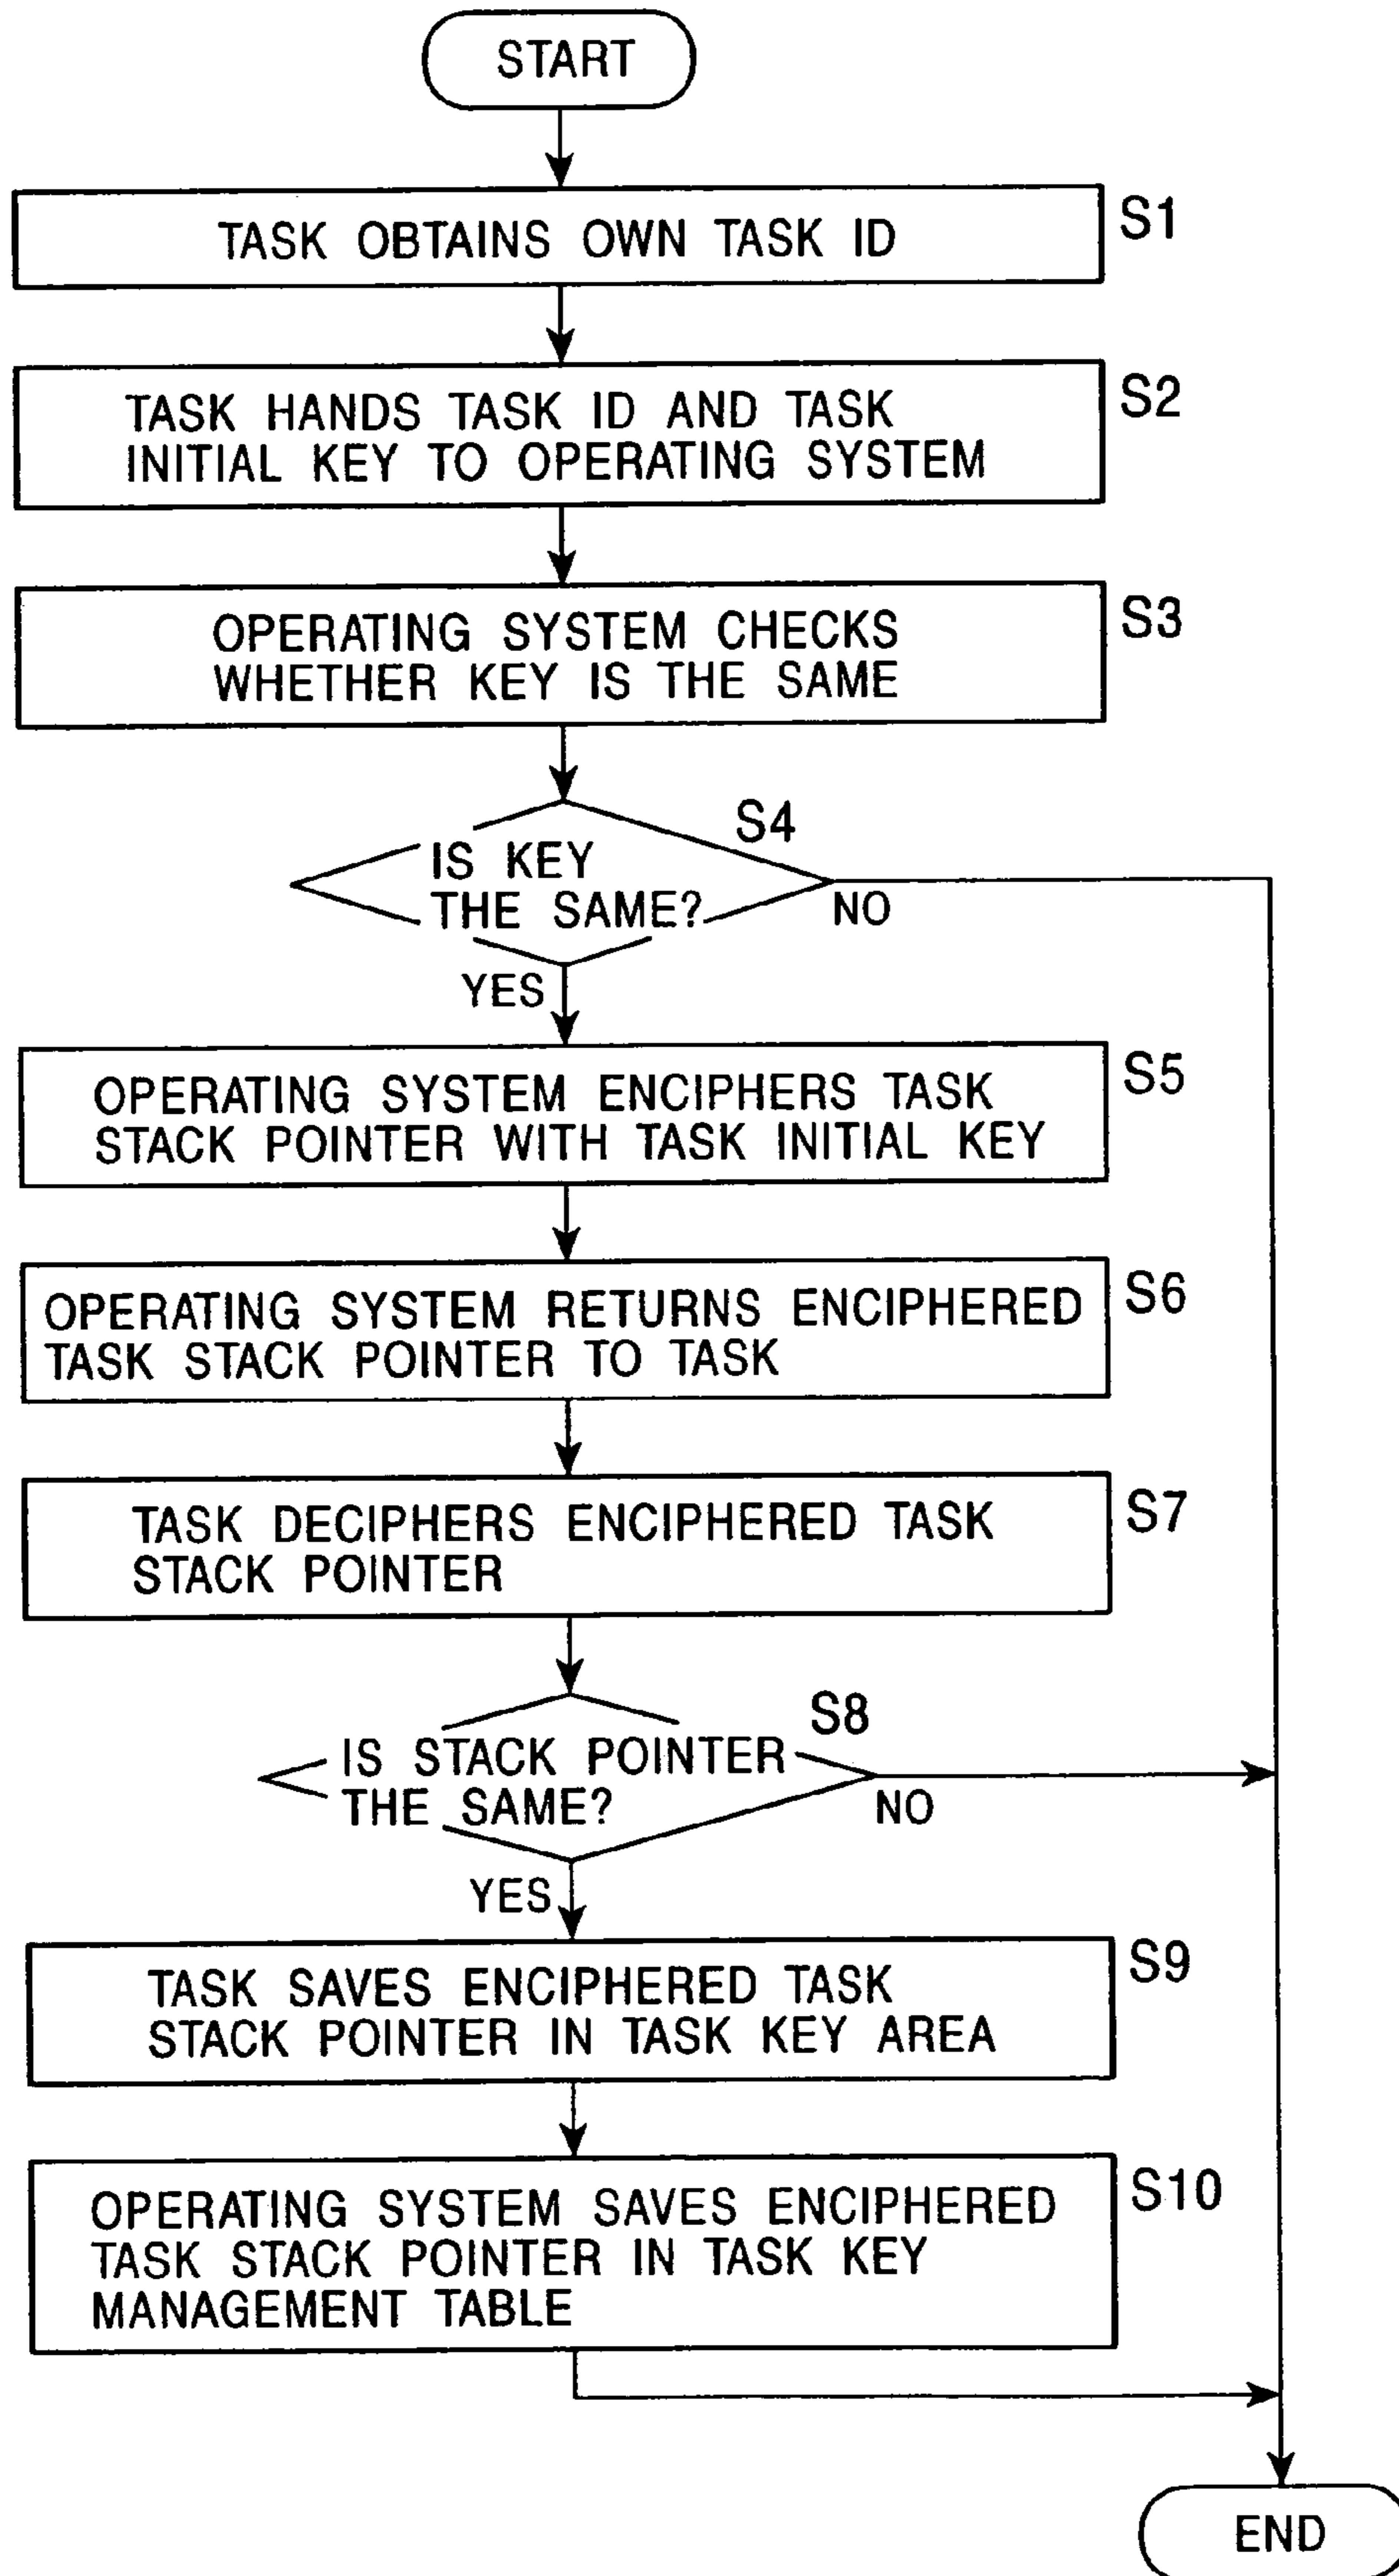 START
TASK OBTAINS OWN TASK ID
S1
TASK HANDS TASK ID AND TASK
INITIAL KEY TO OPERATING SYSTEM
S2
OPERATING SYSTEM CHECKS
WHETHER KEY IS THE SAME
S3
S4
IS KEY
THE SAME?
NO
YES
OPERATING SYSTEM ENCIPHERS TASK
STACK POINTER WITH TASK INITIAL KEY
S5
OPERATING SYSTEM RETURNS ENCIPHERED
TASK STACK POINTER TO TASK
S6
TASK DECIPHERS ENCIPHERED TASK
STACK POINTER
S7
S8
IS STACK POINTER
THE SAME?
NO
YES
TASK SAVES ENCIPHERED TASK
STACK POINTER IN TASK KEY AREA
S9
OPERATING SYSTEM SAVES ENCIPHERED
TASK STACK POINTER IN TASK KEY
MANAGEMENT TABLE
S10
END